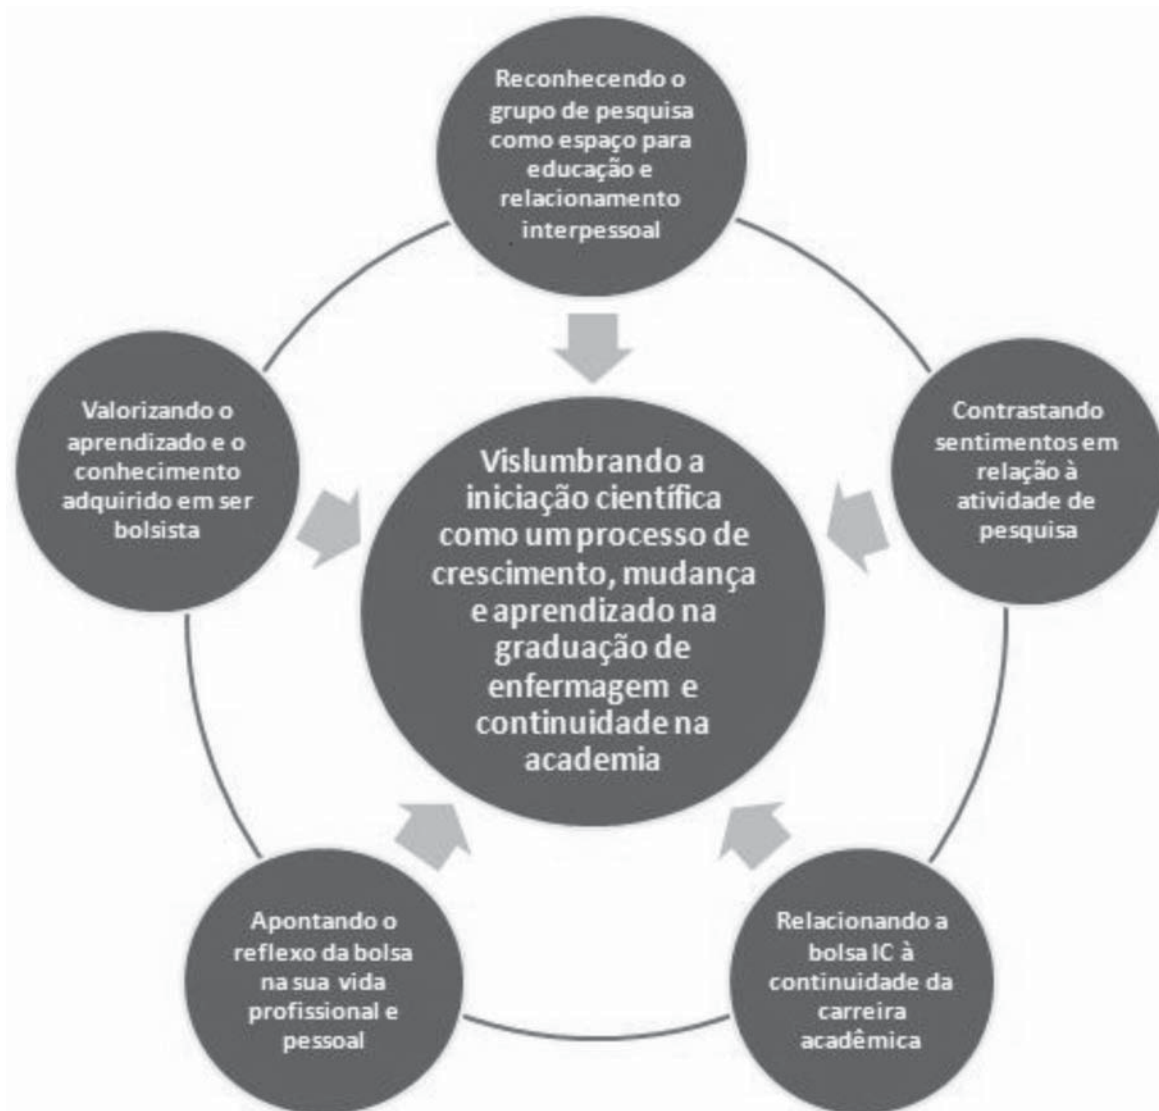 Reconhecendo o
grupo de pesquisa
como espaço para
educação e
relacionamento
interpessoal
Valorizando o
aprendizado e o
conhecimento
adquirido em ser
bolsista
Contrastando
sentimentos em
relação à
atividade de
pesquisa
Vislumbrando a
iniciação científica
como um processo de
crescimento, mudança
e aprendizado na
graduação de
enfermagem e
continuidade na
academia
Apontando o
reflexo da bolsa
na sua vida
profissional e
pessoal
Relacionando a
bolsa IC à
continuidade da
carreira
acadêmica